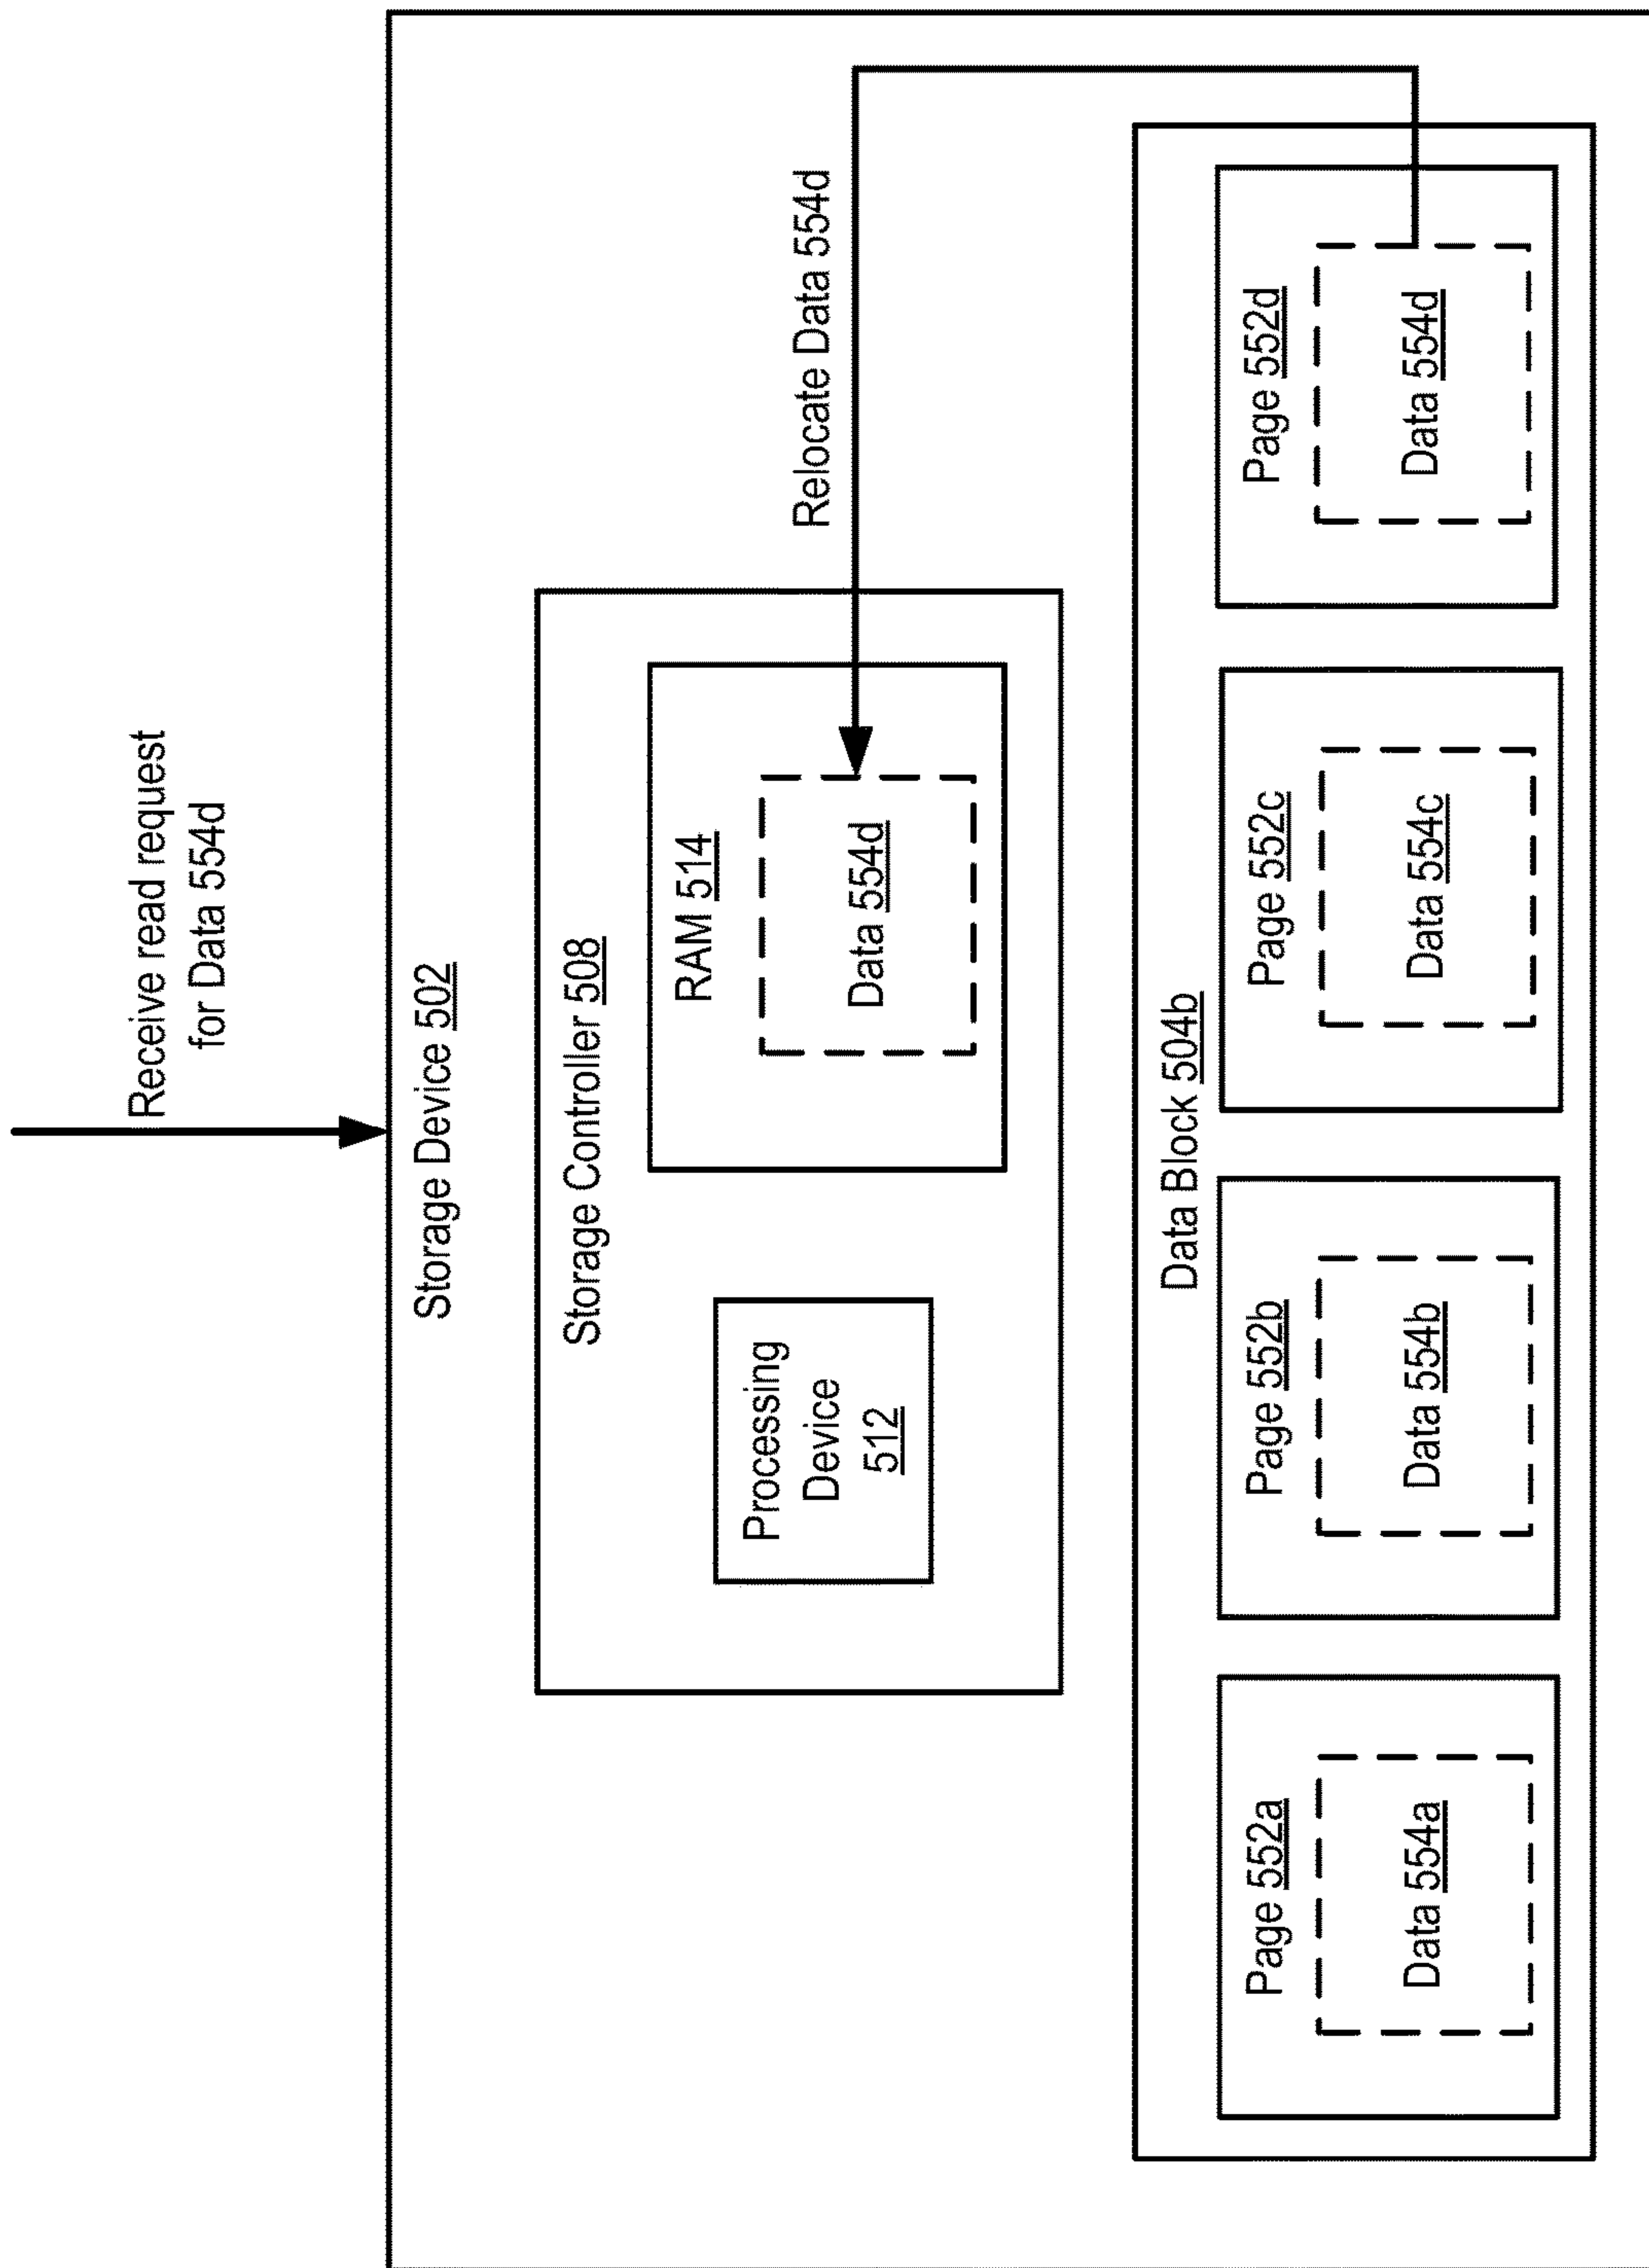 Receive read request
for Data 554d
Storage Device 502
Storage Controller 508
Processing
Device
512
RAM 514
Data 554d
Relocate Data 554d
Data Block 504b
Page 552a
Data 554a
Page 552b
Data 554b
Page 552c
Data 554c
Page 552d
Data 554d